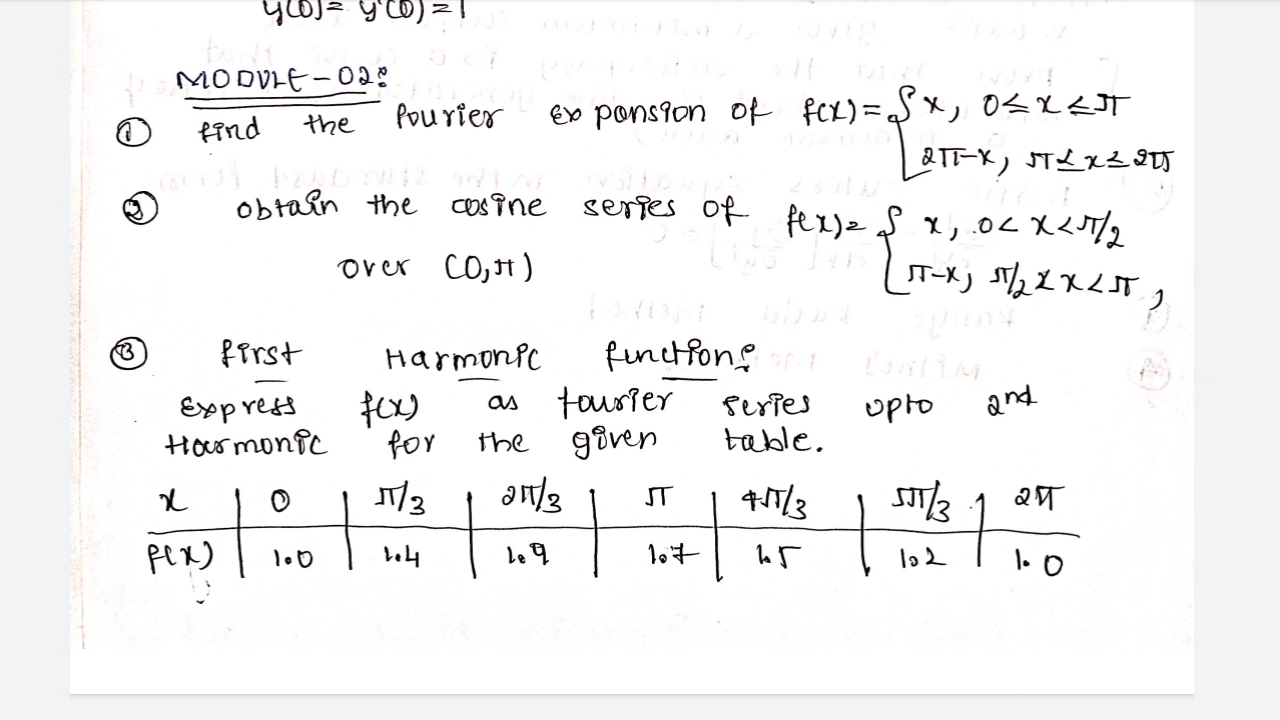 y(0) = y'(0) = 1
MODULE-02:
① find the fourier expansion of f(x) = { x, 0≤x≤π
2π-x, π≤x≤2π
② obtain the cosine series of f(x) = { x, 0<x<π/2
over (0,π) π-x, π/2<x<π,
③ first Harmonic function:
Express f(x) as fourier series upto 2nd
Harmonic for the given table.
x | 0 | π/3 | 2π/3 | π | 4π/3 | 5π/3 | 2π
f(x) | 1.0 | 1.4 | 1.9 | 1.7 | 1.5 | 1.2 | 1.0